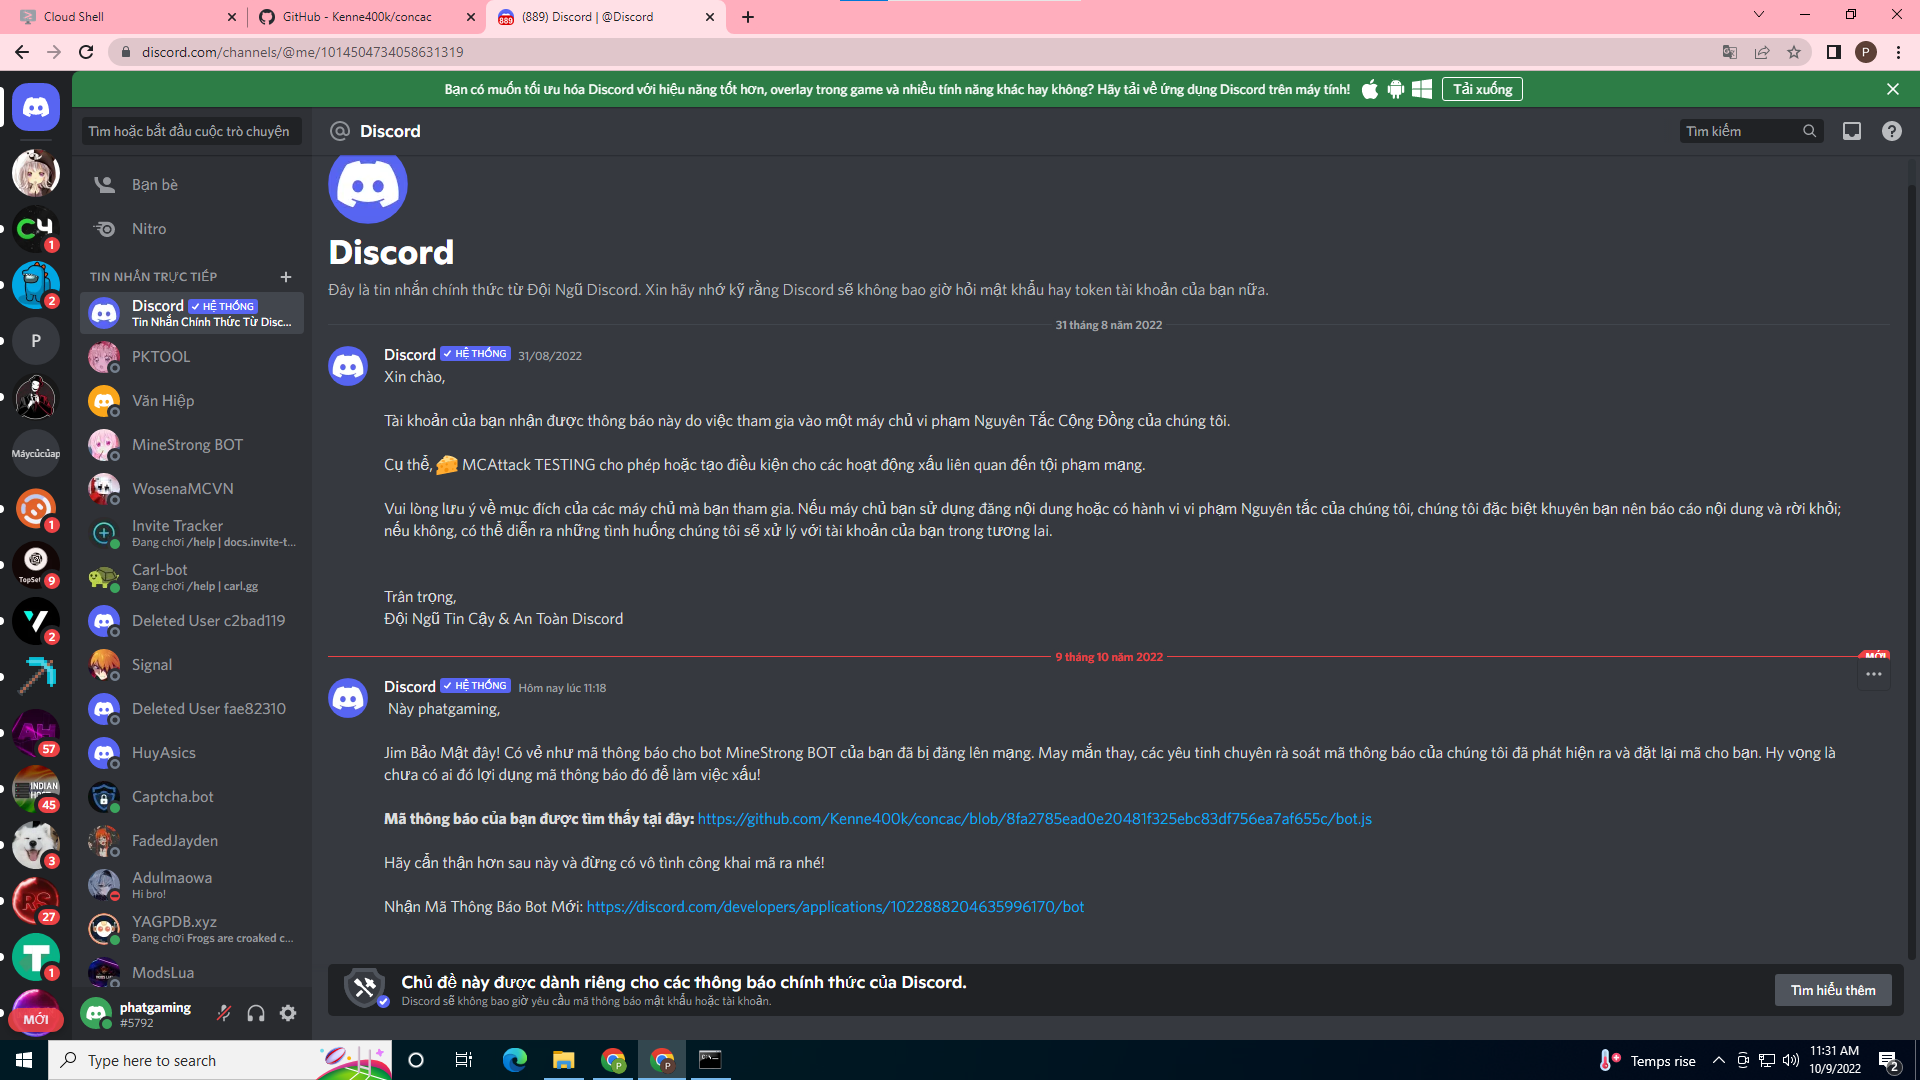 Cloud Shell
GitHub - Kenne400k/concac
(889) Discord | @Discord
889
discord.com/channels/@me/1014504734058631319
P
Bạn có muốn tối ưu hóa Discord với hiệu năng tốt hơn, overlay trong game và nhiều tính năng khác hay không? Hãy tải về ứng dụng Discord trên máy tính!
Tải xuống
Tìm hoặc bắt đầu cuộc trò chuyện
Discord
Tìm kiếm
Bạn bè
Nitro
TIN NHẮN TRỰC TIẾP
Discord HỆ THỐNG
Tin Nhắn Chính Thức Từ Disc...
PKTOOL
Văn Hiệp
MineStrong BOT
WosenaMCVN
Invite Tracker
Đang chơi /help | docs.invite-t...
Carl-bot
Đang chơi /help | carl.gg
Deleted User c2bad119
Signal
Deleted User fae82310
HuyAsics
Captcha.bot
FadedJayden
Adulmaowa
Hi bro!
YAGPDB.xyz
Đang chơi Frogs are croaked c...
ModsLua
phatgaming
#5792
1
2
P
Máycủcủap
1
TopSet
9
2
AH
57
INDIAN
45
3
27
1
MỚI
Discord
Đây là tin nhắn chính thức từ Đội Ngũ Discord. Xin hãy nhớ kỹ rằng Discord sẽ không bao giờ hỏi mật khẩu hay token tài khoản của bạn nữa.
31 tháng 8 năm 2022
Discord HỆ THỐNG 31/08/2022
Xin chào,
Tài khoản của bạn nhận được thông báo này do việc tham gia vào một máy chủ vi phạm Nguyên Tắc Cộng Đồng của chúng tôi.
Cụ thể, 🧀 MCAttack TESTING cho phép hoặc tạo điều kiện cho các hoạt động xấu liên quan đến tội phạm mạng.
Vui lòng lưu ý về mục đích của các máy chủ mà bạn tham gia. Nếu máy chủ bạn sử dụng đăng nội dung hoặc có hành vi vi phạm Nguyên tắc của chúng tôi, chúng tôi đặc biệt khuyên bạn nên báo cáo nội dung và rời khỏi;
nếu không, có thể diễn ra những tình huống chúng tôi sẽ xử lý với tài khoản của bạn trong tương lai.
Trân trọng,
Đội Ngũ Tin Cậy & An Toàn Discord
9 tháng 10 năm 2022
MỚI
Discord HỆ THỐNG Hôm nay lúc 11:18
Này phatgaming,
Jim Bảo Mật đây! Có vẻ như mã thông báo cho bot MineStrong BOT của bạn đã bị đăng lên mạng. May mắn thay, các yêu tinh chuyên rà soát mã thông báo của chúng tôi đã phát hiện ra và đặt lại mã cho bạn. Hy vọng là
chưa có ai đó lợi dụng mã thông báo đó để làm việc xấu!
Mã thông báo của bạn được tìm thấy tại đây: https://github.com/Kenne400k/concac/blob/8fa2785ead0e20481f325ebc83df756ea7af655c/bot.js
Hãy cẩn thận hơn sau này và đừng có vô tình công khai mã ra nhé!
Nhận Mã Thông Báo Bot Mới: https://discord.com/developers/applications/1022888204635996170/bot
Chủ đề này được dành riêng cho các thông báo chính thức của Discord.
Discord sẽ không bao giờ yêu cầu mã thông báo mật khẩu hoặc tài khoản.
Tìm hiểu thêm
Type here to search
P
P
Temps rise
11:31 AM
10/9/2022
2